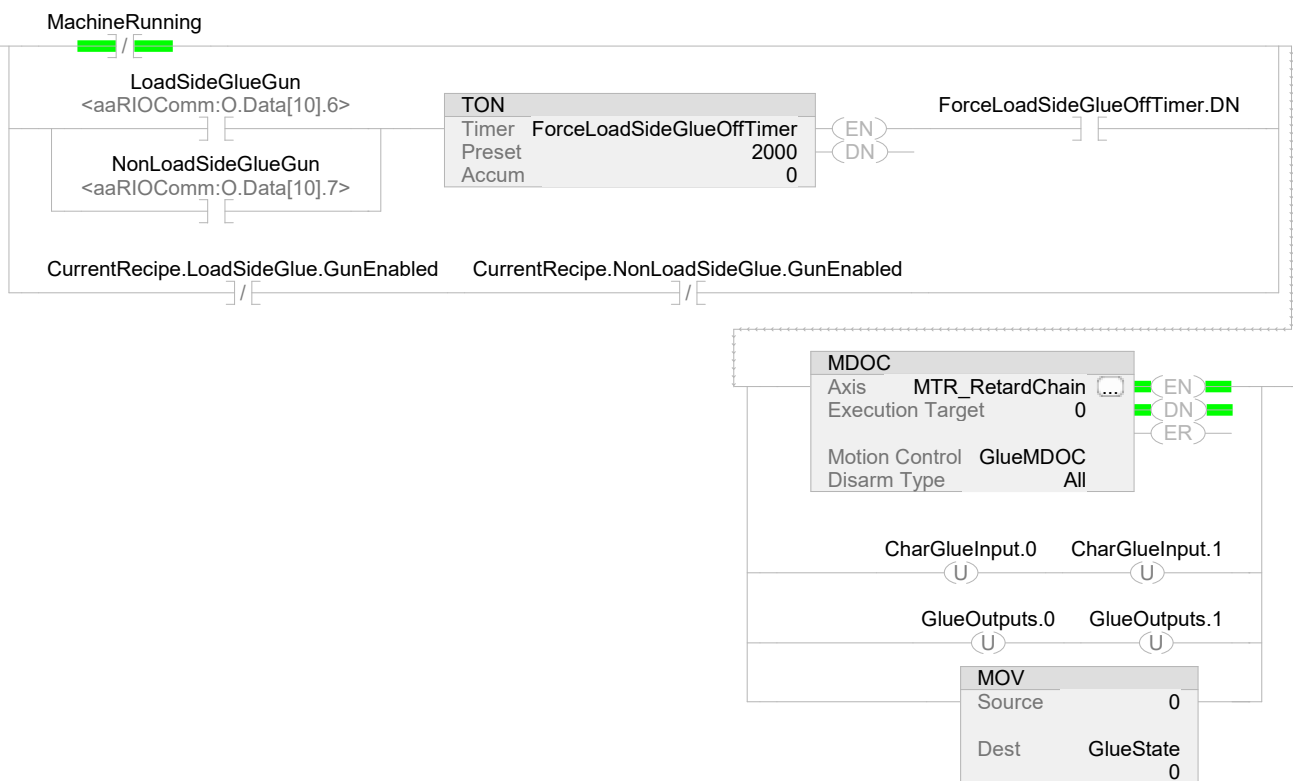 MachineRunning
/
LoadSideGlueGun
<aaRIOComm:O.Data[10].6>
NonLoadSideGlueGun
<aaRIOComm:O.Data[10].7>
TON
Timer ForceLoadSideGlueOffTimer
Preset 2000
Accum 0
EN
DN
ForceLoadSideGlueOffTimer.DN
CurrentRecipe.LoadSideGlue.GunEnabled CurrentRecipe.NonLoadSideGlue.GunEnabled
/ /
MDOC
Axis MTR_RetardChain ...
Execution Target 0
Motion Control GlueMDOC
Disarm Type All
EN
DN
ER
CharGlueInput.0 CharGlueInput.1
U U
GlueOutputs.0 GlueOutputs.1
U U
MOV
Source 0
Dest GlueState
0